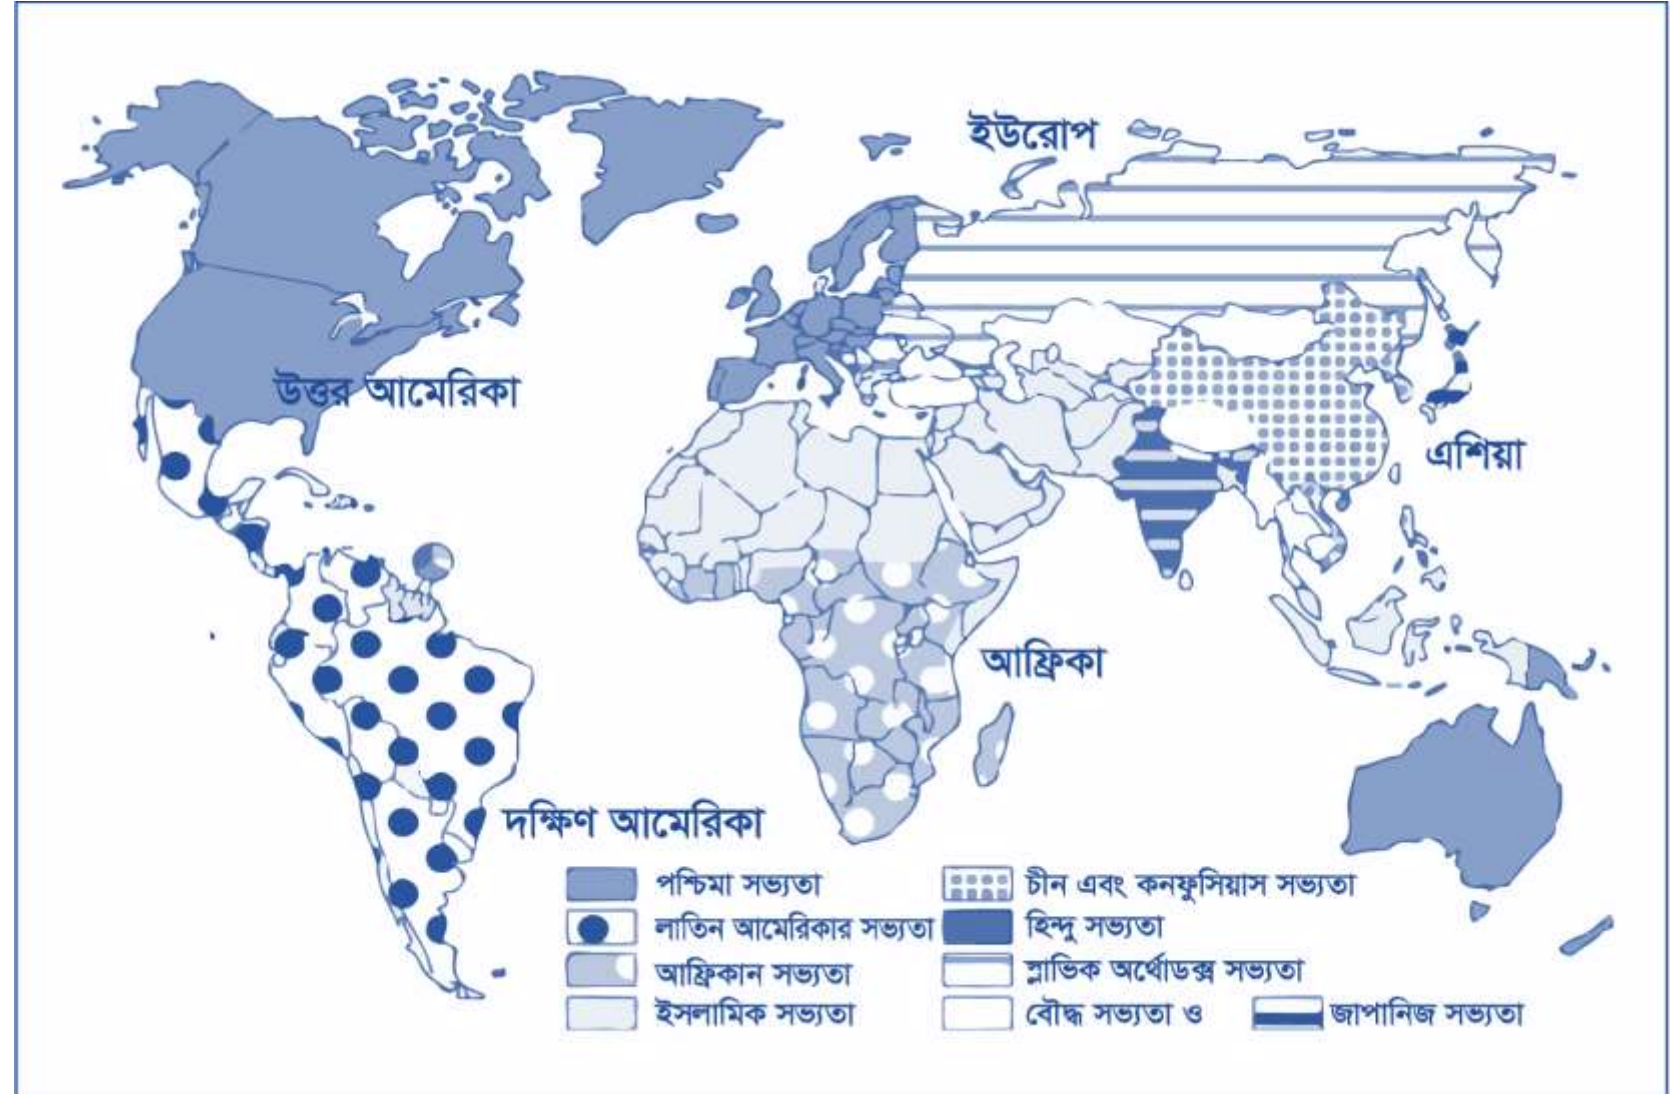 ইউরোপ
উত্তর আমেরিকা
এশিয়া
আফ্রিকা
দক্ষিণ আমেরিকা
পশ্চিমা সভ্যতা
লাতিন আমেরিকার সভ্যতা
আফ্রিকান সভ্যতা
ইসলামিক সভ্যতা
চীন এবং কনফুসিয়াস সভ্যতা
হিন্দু সভ্যতা
স্লাভিক অর্থোডক্স সভ্যতা
বৌদ্ধ সভ্যতা ও
জাপানিজ সভ্যতা